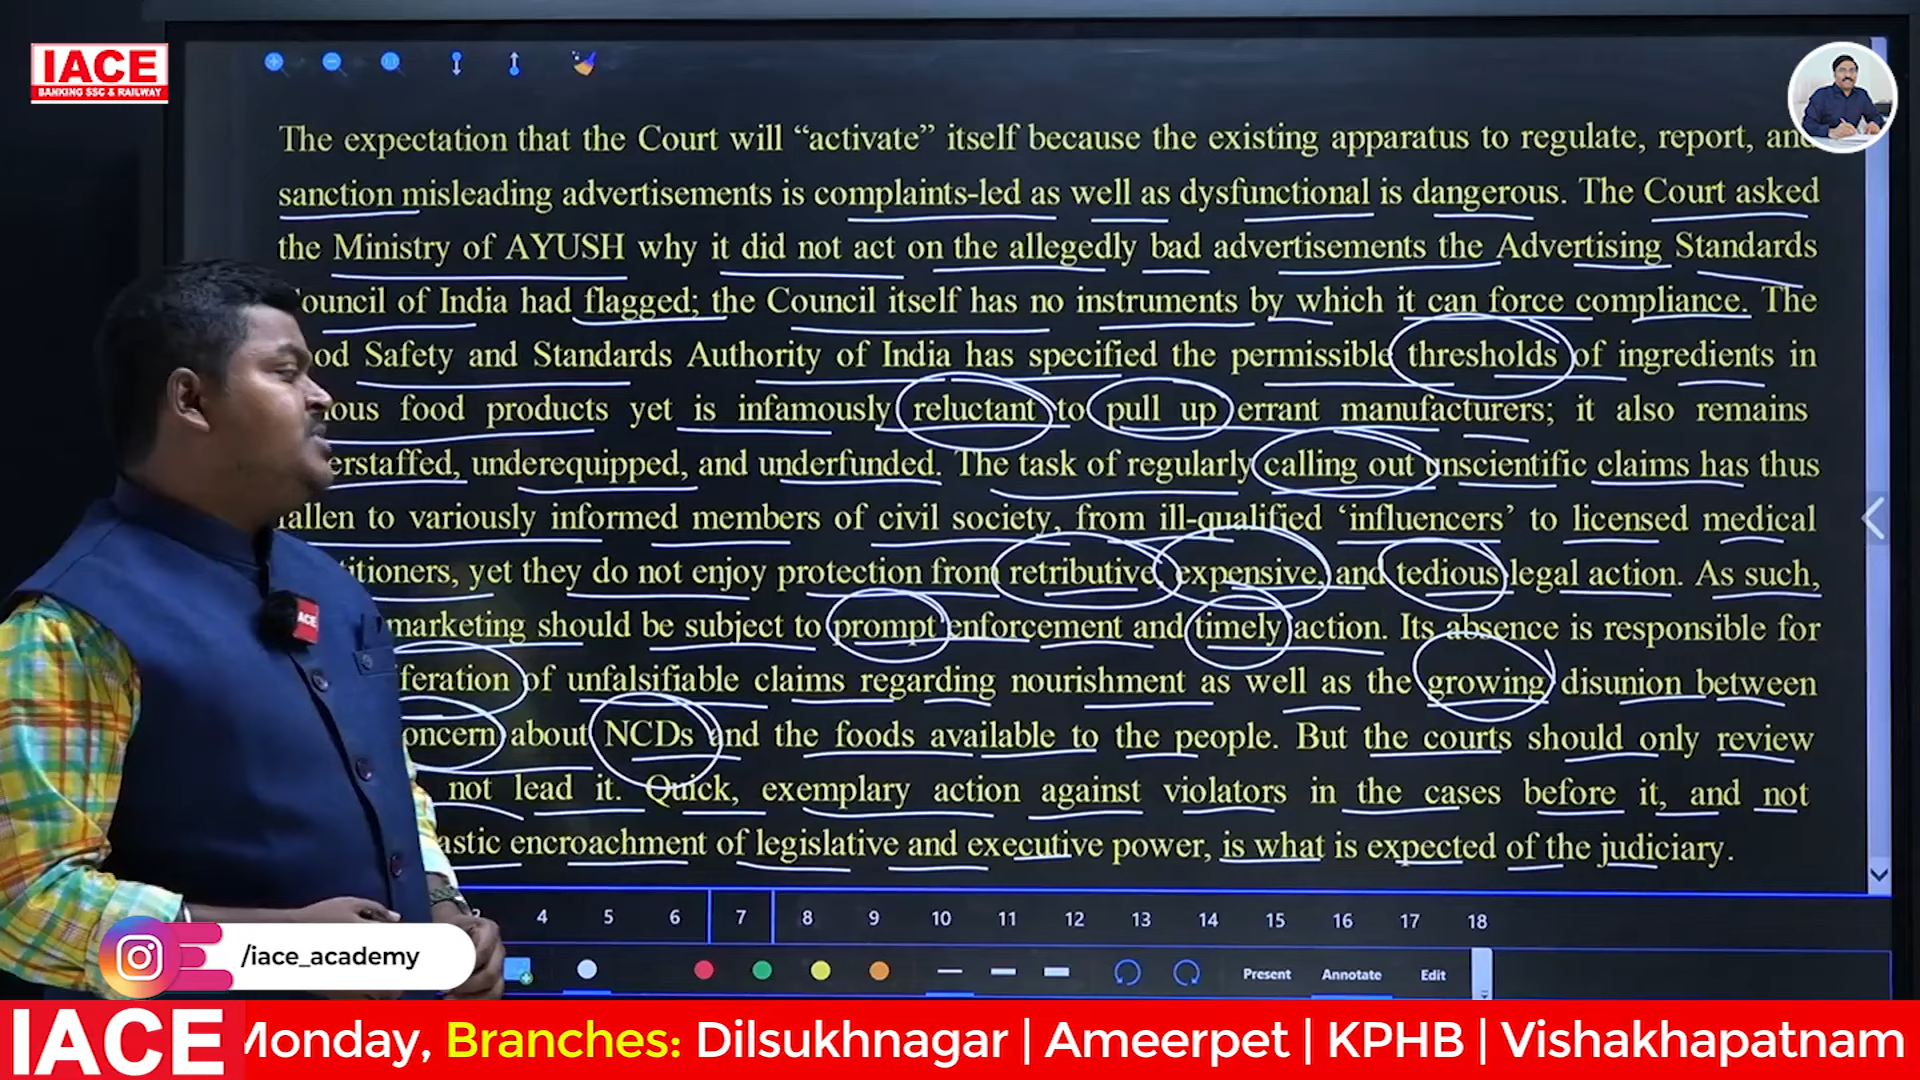 IACE
BANKING SSC & RAILWAY
The expectation that the Court will “activate” itself because the existing apparatus to regulate, report, and
sanction misleading advertisements is complaints-led as well as dysfunctional is dangerous. The Court asked
the Ministry of AYUSH why it did not act on the allegedly bad advertisements the Advertising Standards
Council of India had flagged; the Council itself has no instruments by which it can force compliance. The
Food Safety and Standards Authority of India has specified the permissible thresholds of ingredients in
food products yet is infamously reluctant to pull up errant manufacturers; it also remains
underequipped, and underfunded. The task of regularly calling out unscientific claims has thus
fallen to variously informed members of civil society, from ill-qualified ‘influencers’ to licensed medical
yet they do not enjoy protection from retributive, expensive, and tedious legal action. As such,
marketing should be subject to prompt enforcement and timely action. Its absence is responsible for
of unfalsifiable claims regarding nourishment as well as the growing disunion between
concern about NCDs and the foods available to the people. But the courts should only review
not lead it. Quick, exemplary action against violators in the cases before it, and not
encroachment of legislative and executive power, is what is expected of the judiciary.
IACE
4 5 6 7 8 9 10 11 12 13 14 15 16 17 18
Present Annotate Edit
/iace_academy
IACE Monday, Branches: Dilsukhnagar | Ameerpet | KPHB | Vishakhapatnam